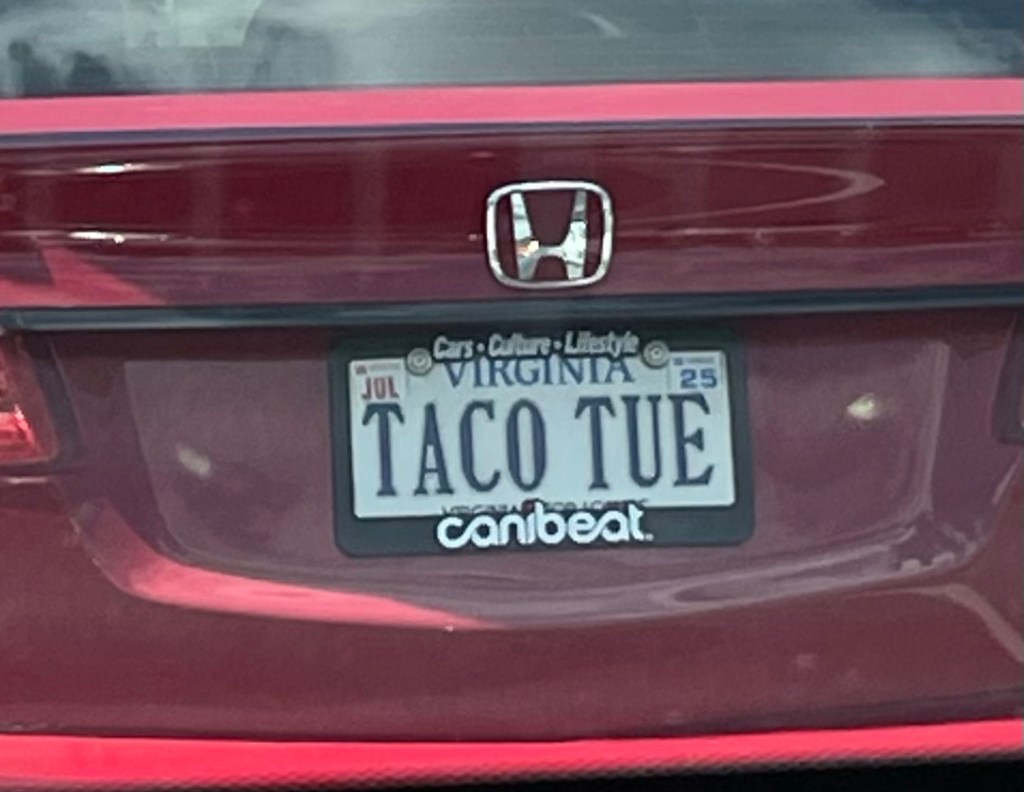 Cars • Culture • Lifestyle
VIRGINIA
JUL
25
TACO TUE
canibeat